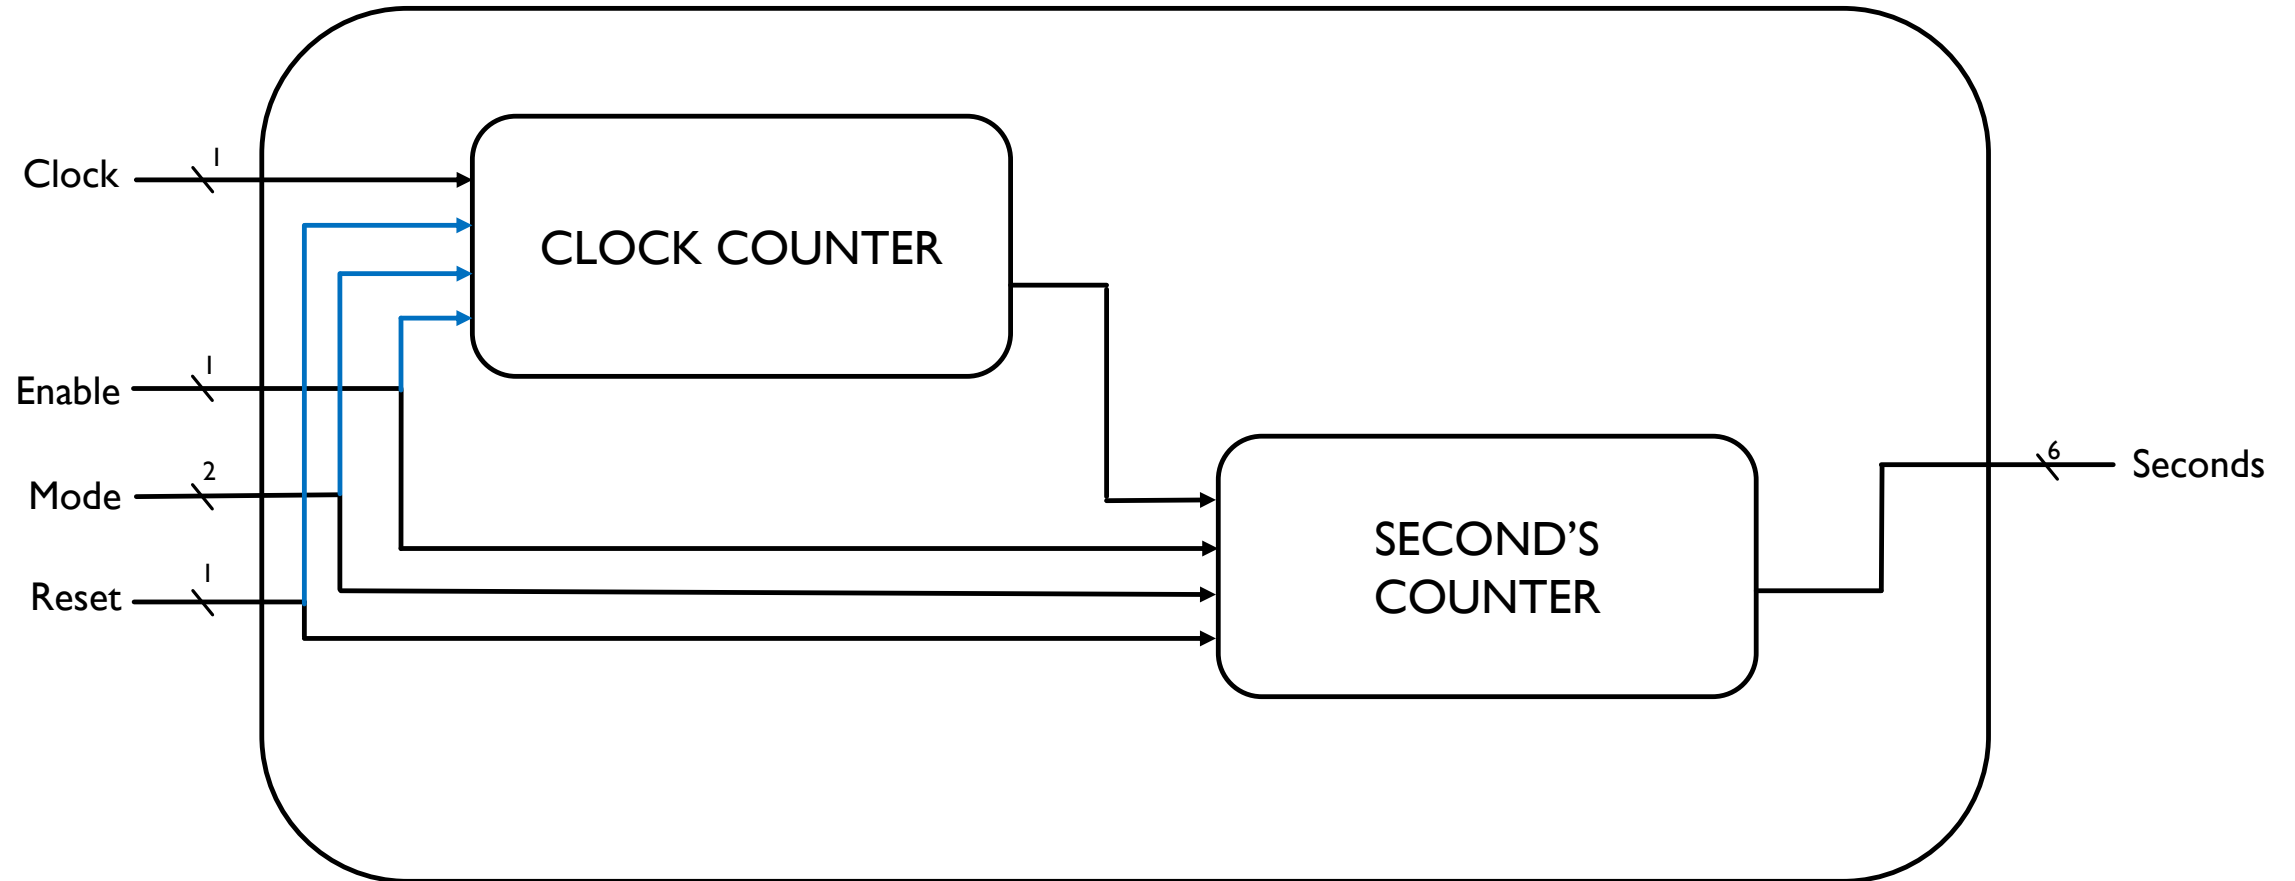 Clock
1
CLOCK COUNTER
Enable
1
Mode
2
Reset
1
SECOND’S
COUNTER
6
Seconds